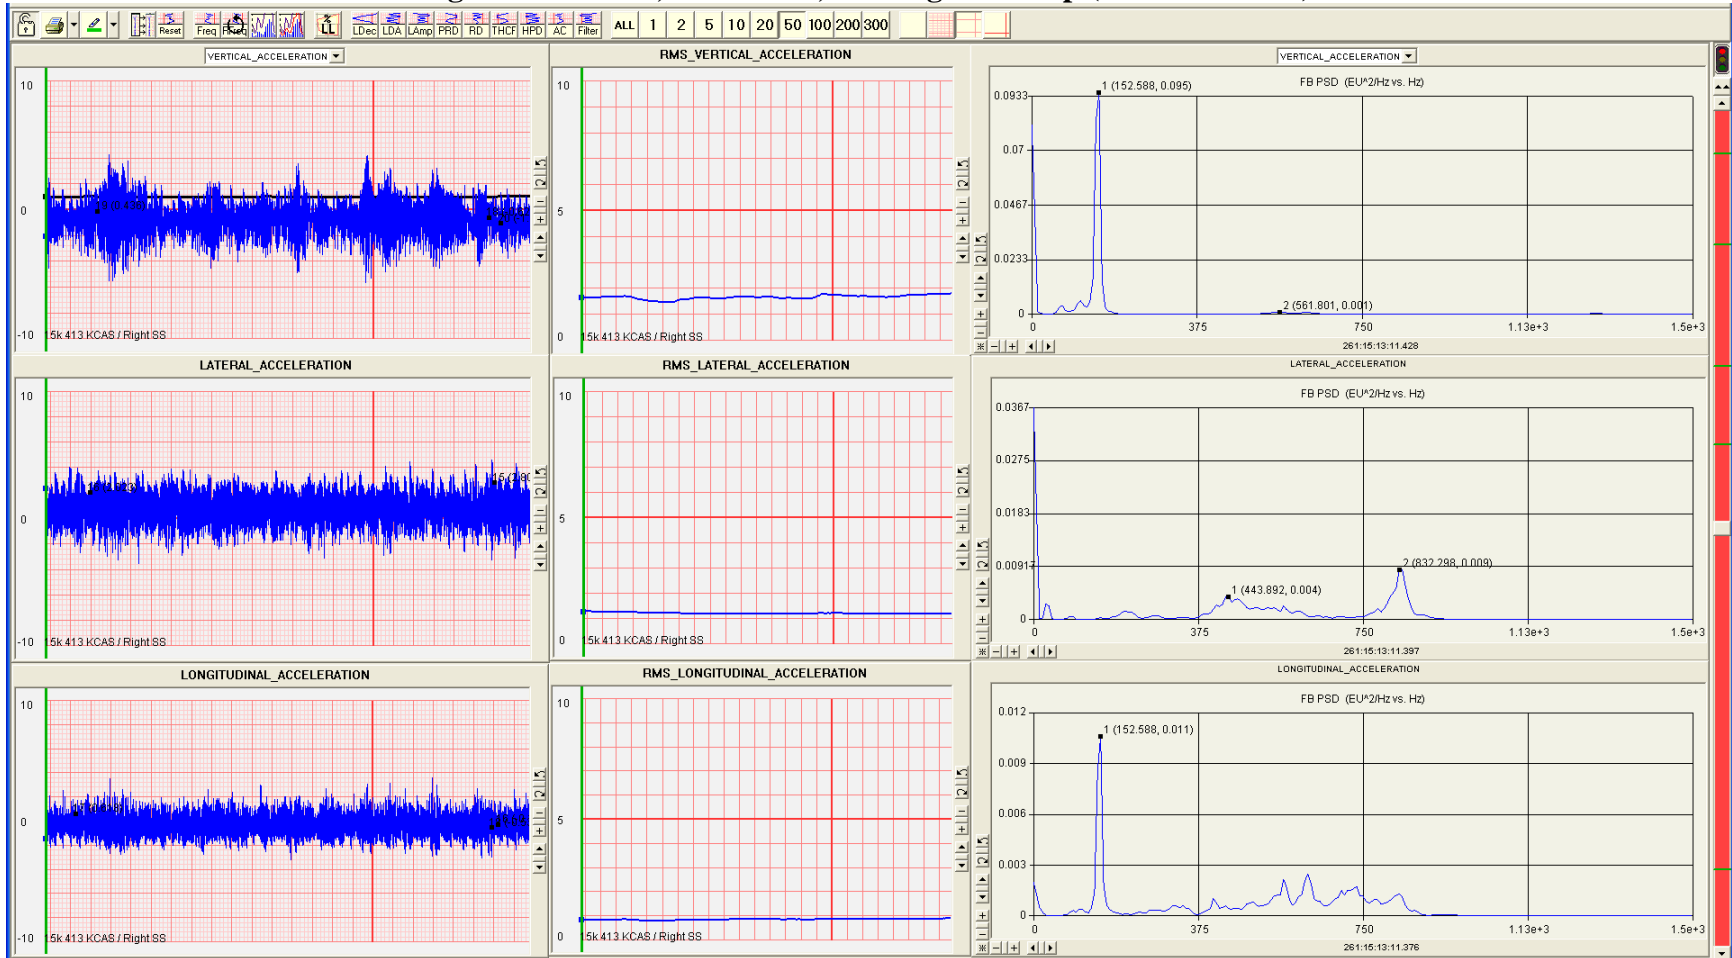 Reset
Freq
LL
LDec LDA LAmp PRD RD THCF HPD AC Filter
ALL 1 2 5 10 20 50 100 200 300
VERTICAL_ACCELERATION
10
0
-10
15k 413 KCAS / Right SS
RMS_VERTICAL_ACCELERATION
10
5
0
15k 413 KCAS / Right SS
VERTICAL_ACCELERATION
FB PSD (EU^2/Hz vs. Hz)
1 (152.588, 0.095)
0.0933
0.07
0.0467
0.0233
0
2 (561.801, 0.001)
0 375 750 1.13e+3 1.5e+3
261:15:13:11.428
LATERAL_ACCELERATION
10
0
-10
15k 413 KCAS / Right SS
RMS_LATERAL_ACCELERATION
10
5
0
15k 413 KCAS / Right SS
LATERAL_ACCELERATION
FB PSD (EU^2/Hz vs. Hz)
0.0367
0.0275
0.0183
0.00917
0
1 (443.892, 0.004)
2 (832.298, 0.009)
0 375 750 1.13e+3 1.5e+3
261:15:13:11.397
LONGITUDINAL_ACCELERATION
10
0
-10
15k 413 KCAS / Right SS
RMS_LONGITUDINAL_ACCELERATION
10
5
0
15k 413 KCAS / Right SS
LONGITUDINAL_ACCELERATION
FB PSD (EU^2/Hz vs. Hz)
1 (152.588, 0.011)
0.012
0.009
0.006
0.003
0
0 375 750 1.13e+3 1.5e+3
261:15:13:11.376